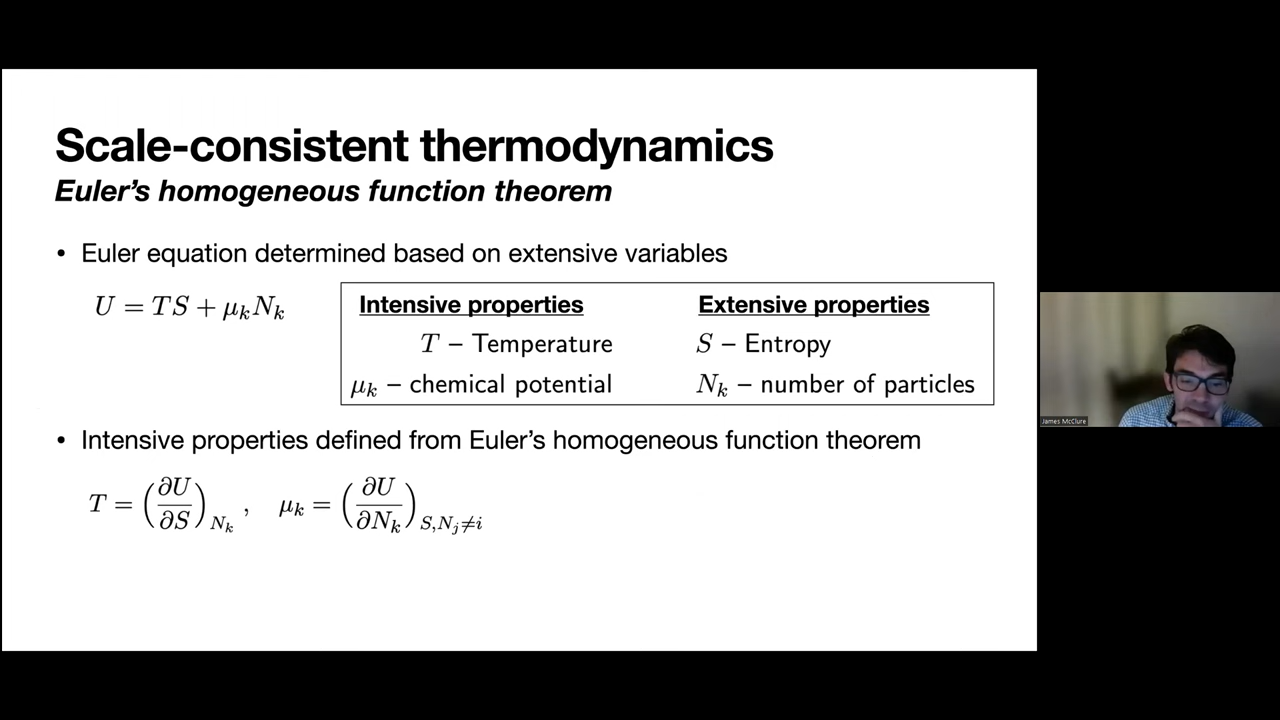 Scale-consistent thermodynamics
Euler's homogeneous function theorem
• Euler equation determined based on extensive variables
U = TS + μ_k N_k
Intensive properties Extensive properties
T – Temperature S – Entropy
μ_k – chemical potential N_k – number of particles
• Intensive properties defined from Euler's homogeneous function theorem
T = (∂U/∂S)_{N_k} , μ_k = (∂U/∂N_k)_{S,N_j≠i}
James McClure